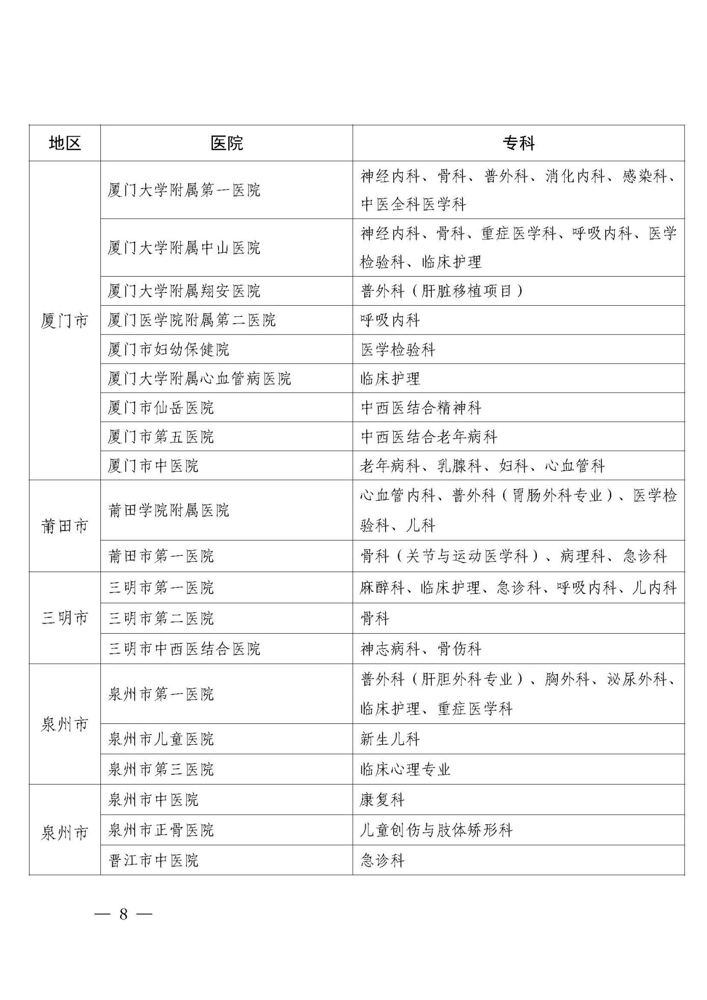 地区 医院 专科
厦门市
厦门大学附属第一医院
神经内科、骨科、普外科、消化内科、感染科、
中医全科医学科
厦门大学附属中山医院
神经内科、骨科、重症医学科、呼吸内科、医学
检验科、临床护理
厦门大学附属翔安医院
普外科（肝脏移植项目）
厦门医学院附属第二医院
呼吸内科
厦门市妇幼保健院
医学检验科
厦门大学附属心血管病医院
临床护理
厦门市仙岳医院
中西医结合精神科
厦门市第五医院
中西医结合老年病科
厦门市中医院
老年病科、乳腺科、妇科、心血管科
莆田市
莆田学院附属医院
心血管内科、普外科（胃肠外科专业）、医学检
验科、儿科
莆田市第一医院
骨科（关节与运动医学科）、病理科、急诊科
三明市
三明市第一医院
麻醉科、临床护理、急诊科、呼吸内科、儿内科
三明市第二医院
骨科
三明市中西医结合医院
神志病科、骨伤科
泉州市
泉州市第一医院
普外科（肝胆外科专业）、胸外科、泌尿外科、
临床护理、重症医学科
泉州市儿童医院
新生儿科
泉州市第三医院
临床心理专业
泉州市
泉州市中医院
康复科
泉州市正骨医院
儿童创伤与肢体矫形科
晋江市中医院
急诊科
— 8 —